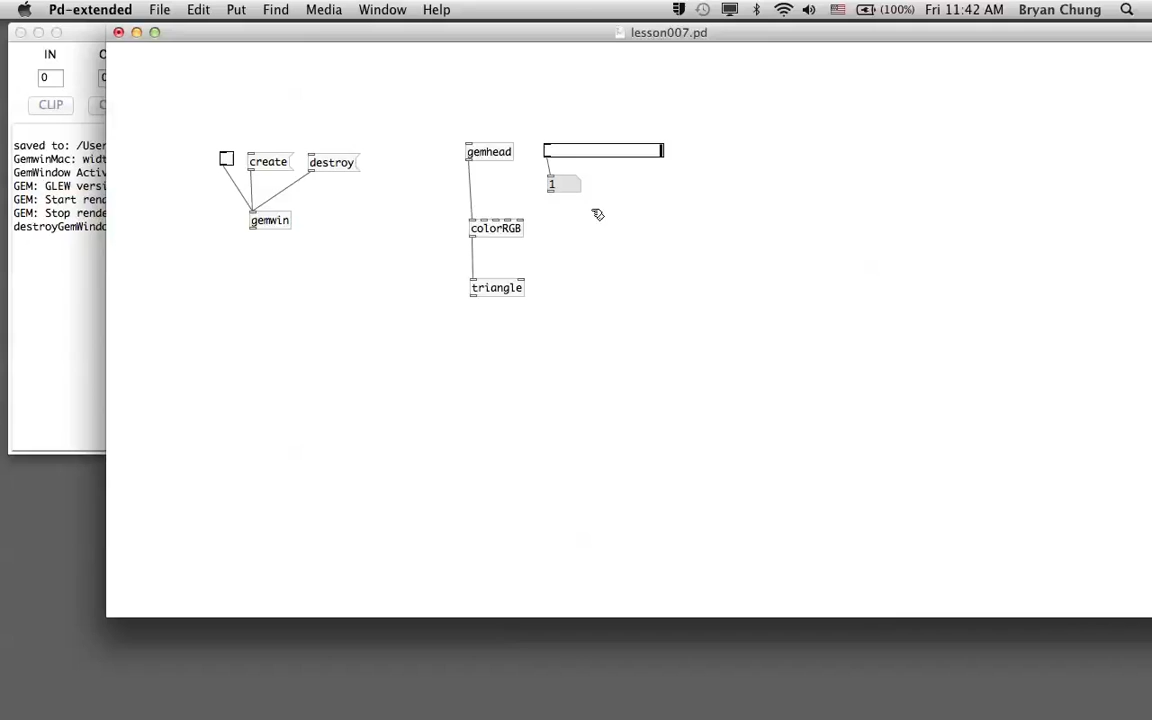 Pd-extended File Edit Put Find Media Window Help (100%) Fri 11:42 AM Bryan Chung
lesson007.pd
IN
0
CLIP
saved to: /User
GemwinMac: widt
GemWindow Activ
GEM: GLEW versi
GEM: Start rend
GEM: Stop rende
destroyGemWindo
create
destroy
gemwin
gemhead
1
colorRGB
triangle